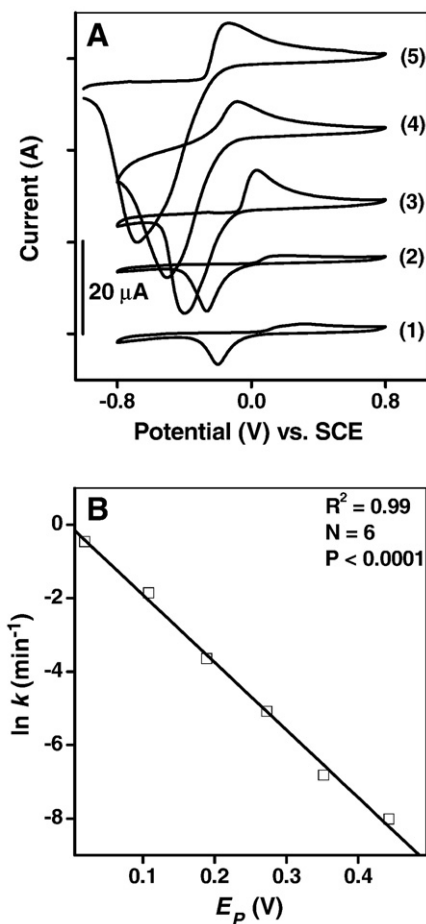 A
(5)
(4)
(3)
(2)
(1)
Current (A)
20 μA
-0.8 0.0 0.8
Potential (V) vs. SCE
B
R² = 0.99
N = 6
P < 0.0001
0
-2
-4
-6
-8
ln k (min⁻¹)
0.1 0.2 0.3 0.4
E_P (V)